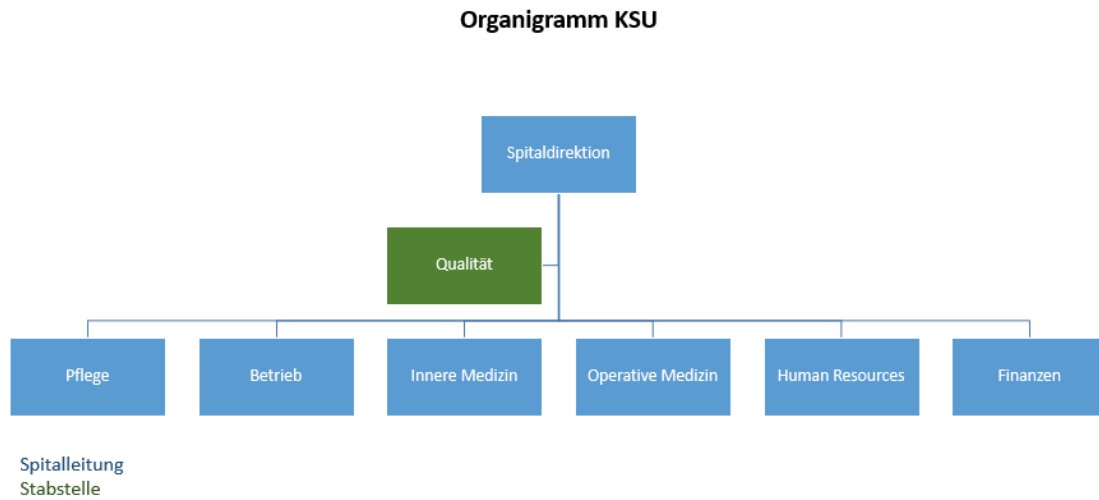 Organigramm KSU
Spitaldirektion
Qualität
Pflege
Betrieb
Innere Medizin
Operative Medizin
Human Resources
Finanzen
Spitalleitung
Stabstelle